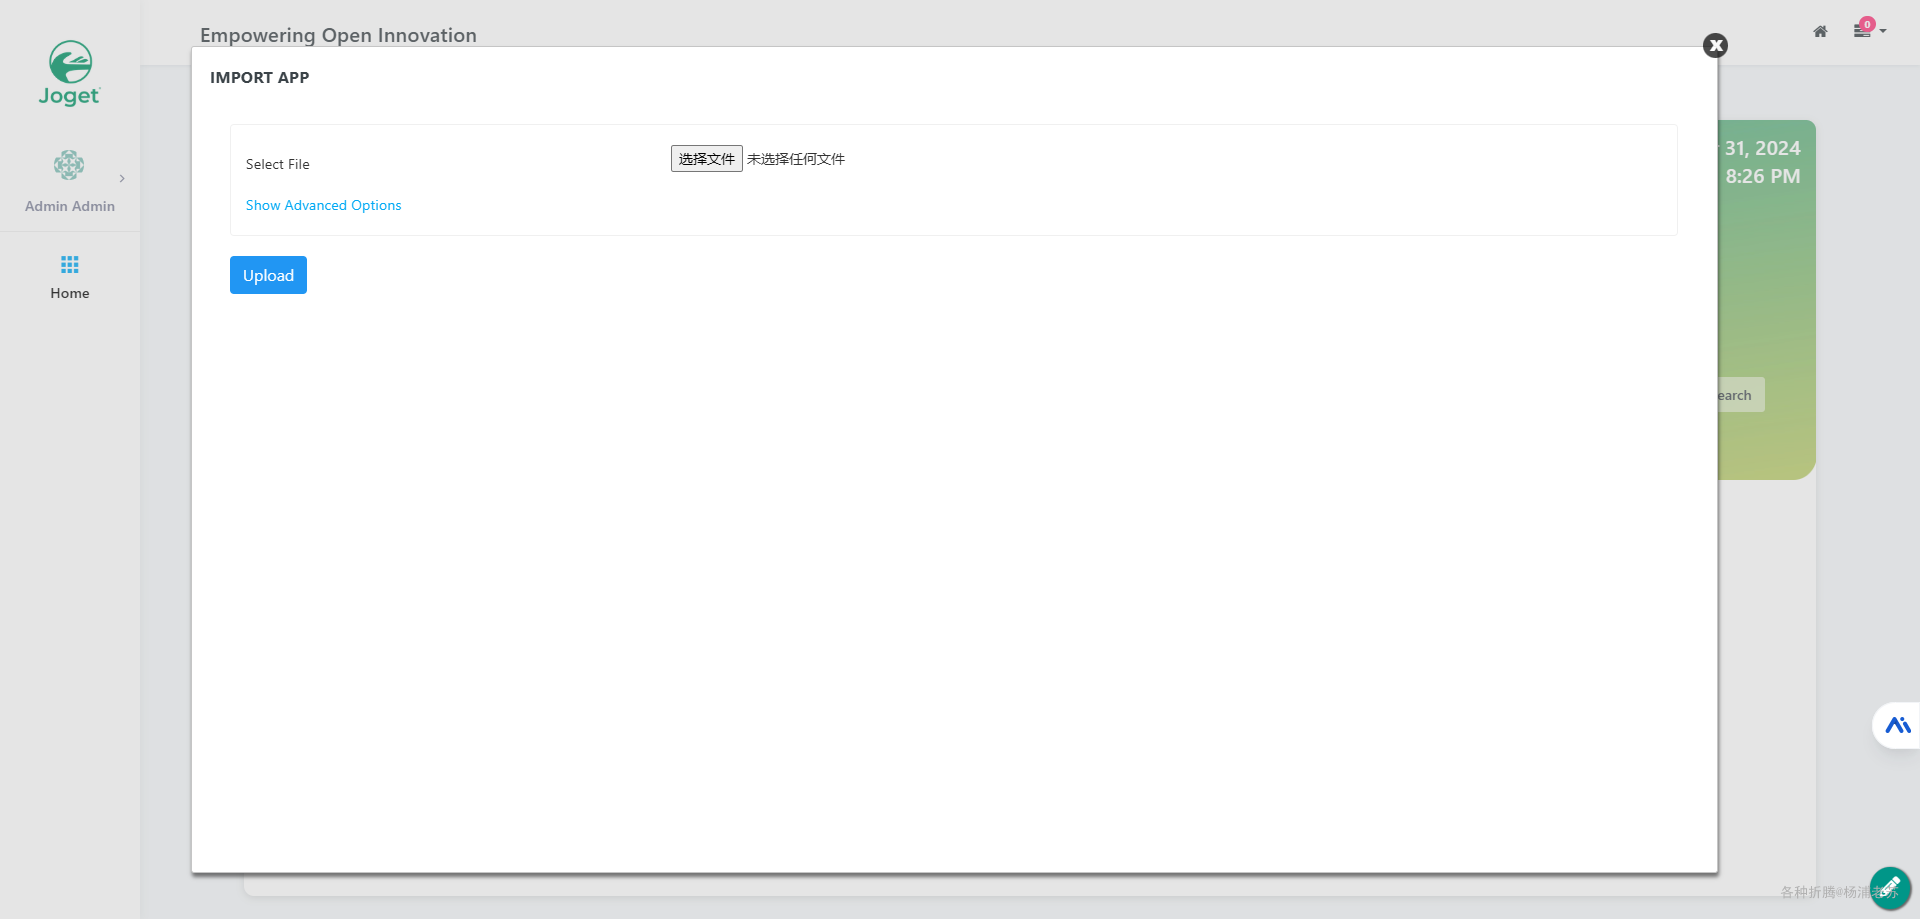 Joget
Admin Admin
Home
Empowering Open Innovation
0
IMPORT APP
Select File
选择文件 未选择任何文件
Show Advanced Options
Upload
31, 2024
8:26 PM
earch
各种折腾@杨浦老苏